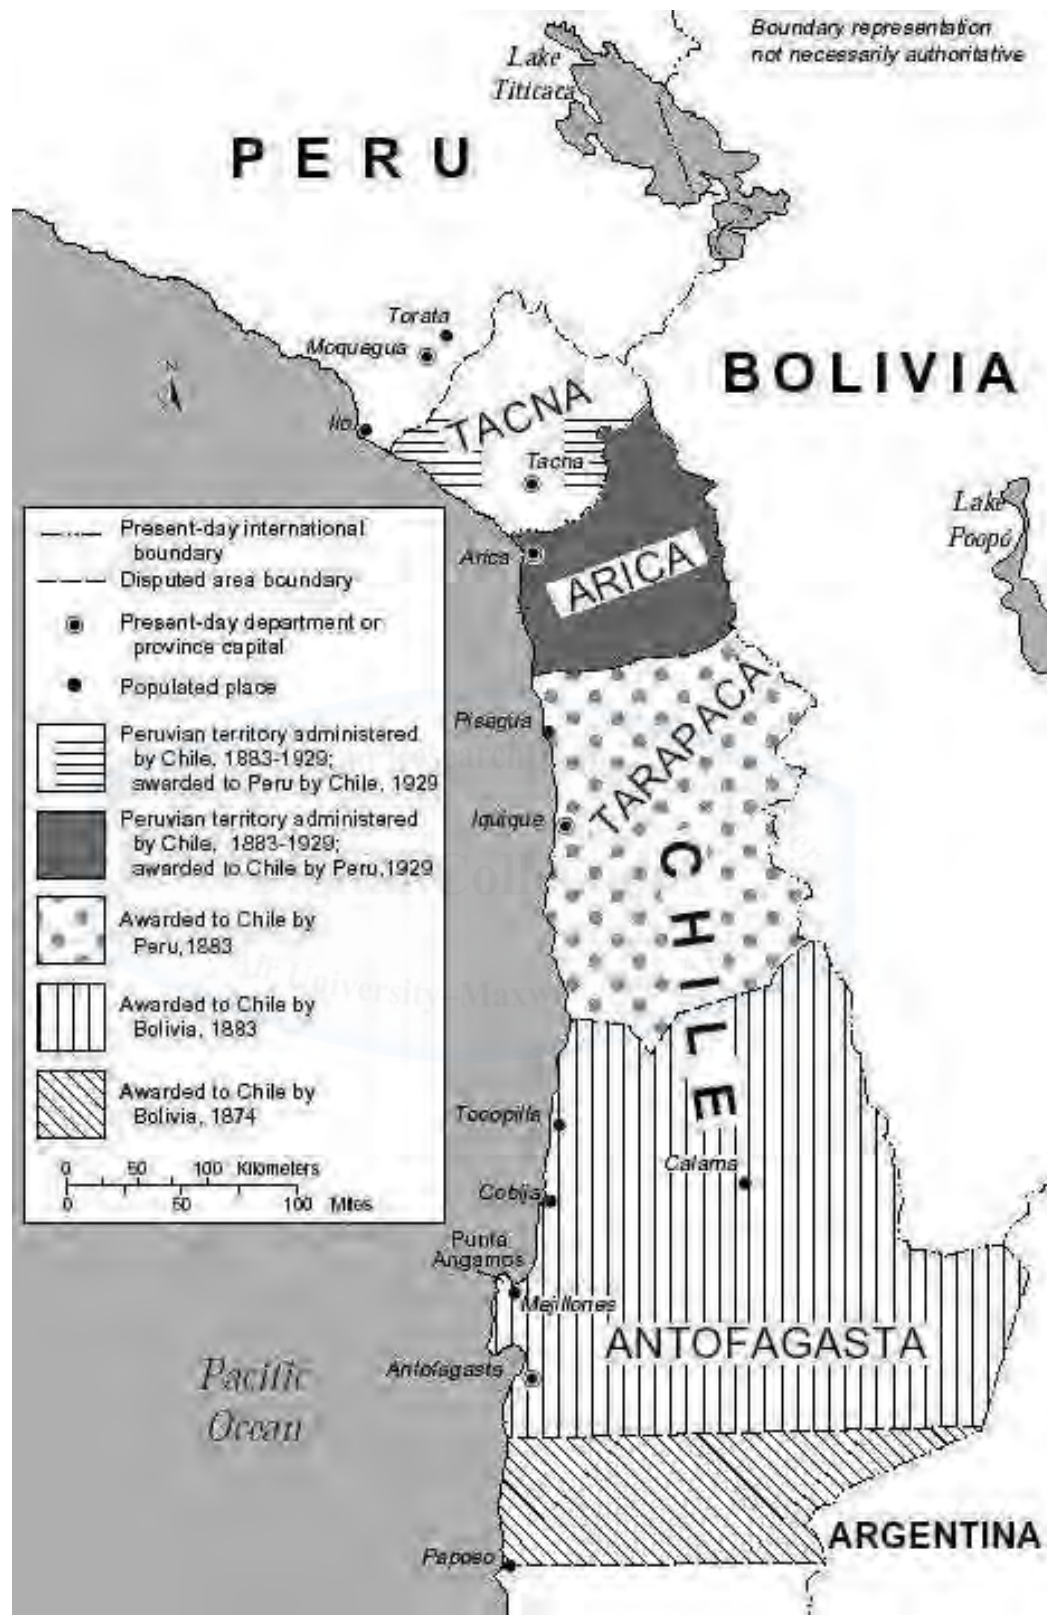 Boundary representation
not necessarily authoritative
Lake
Titicaca
PERU
Torata
Moquegua
BOLIVIA
N
TACNA
Ilo
Tacna
Lake
Poopó
Arica
ARICA
Present-day international
boundary
Disputed area boundary
Present-day department or
province capital
Populated place
Peruvian territory administered
by Chile, 1883-1929;
awarded to Peru by Chile, 1929
Peruvian territory administered
by Chile, 1883-1929;
awarded to Chile by Peru,1929
Awarded to Chile by
Peru,1883
Awarded to Chile by
Bolivia, 1883
Awarded to Chile by
Bolivia, 1874
0 50 100 Kilometers
0 50 100 Miles
Pisagua
TARAPACA
Iquique
CHILE
Tocopilla
Calama
Cobija
Punta
Angamos
Mejillones
ANTOFAGASTA
Antofagasta
Pacific
Ocean
ARGENTINA
Paposo